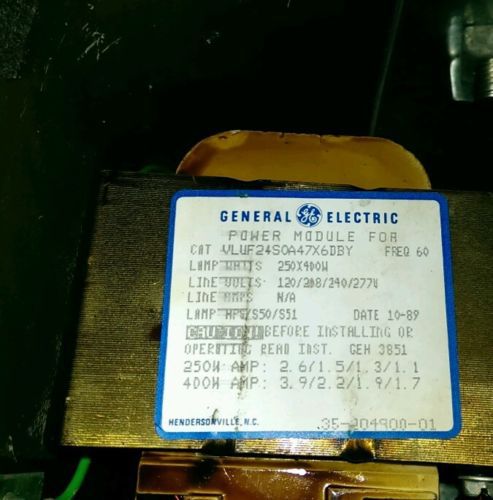 GENERAL GE ELECTRIC
POWER MODULE FOR
CAT VLUF24S0A47X6DBY FREQ 60
LAMP WATTS 250X400W
LINE VOLTS 120/208/240/277V
LINE AMPS N/A
LAMP HPS/S50/S51 DATE 10-89
CAUTION! BEFORE INSTALLING OR
OPERATING READ INST. GEH 3851
250W AMP: 2.6/1.5/1.3/1.1
400W AMP: 3.9/2.2/1.9/1.7
HENDERSONVILLE, N.C. 35-204900-01